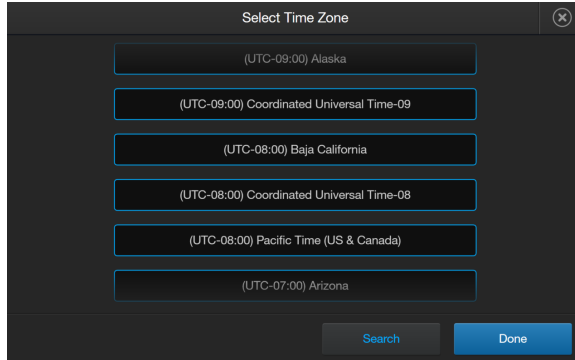 Select Time Zone
(UTC-09:00) Alaska
(UTC-09:00) Coordinated Universal Time-09
(UTC-08:00) Baja California
(UTC-08:00) Coordinated Universal Time-08
(UTC-08:00) Pacific Time (US & Canada)
(UTC-07:00) Arizona
Search
Done